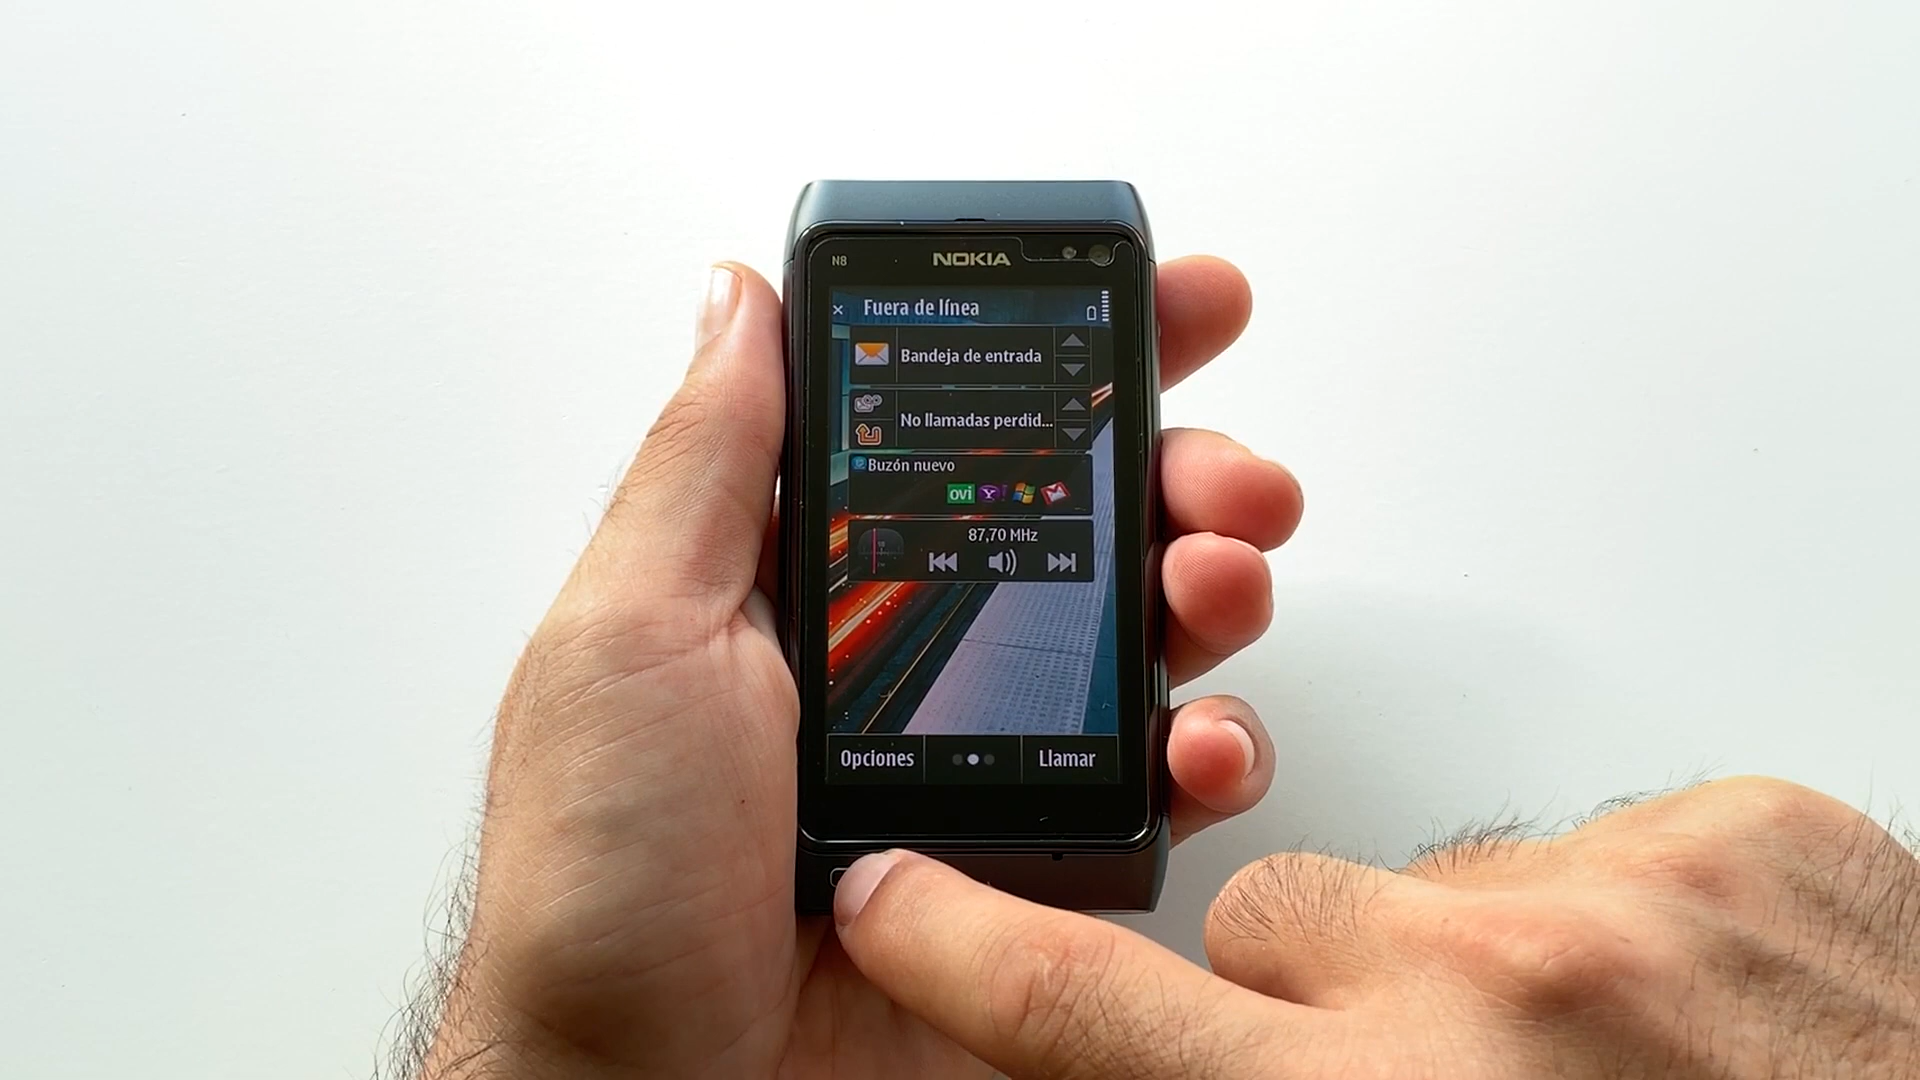 N8
NOKIA
Fuera de línea
Bandeja de entrada
No llamadas perdid...
Buzón nuevo
ovi Y!
87,70 MHz
Opciones
Llamar